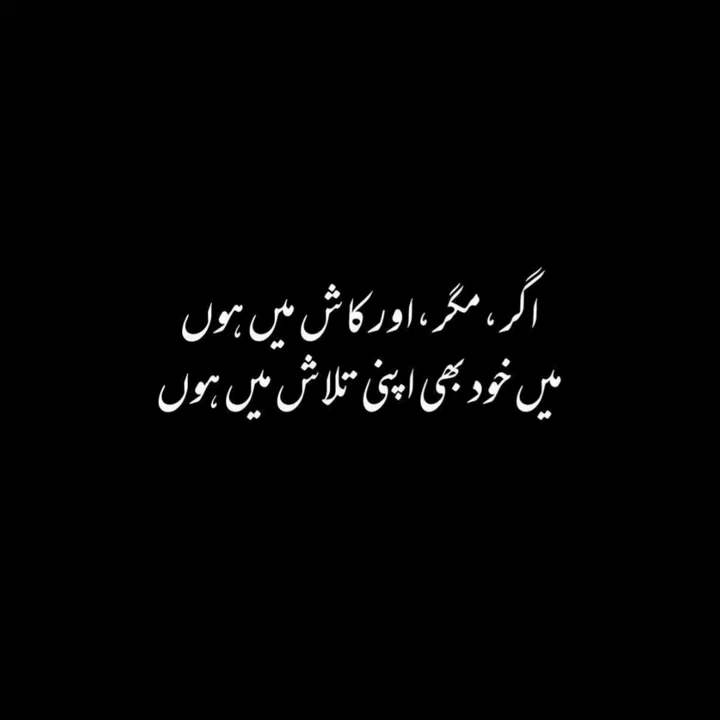 اگر، مگر، اور کاش میں ہوں
میں خود بھی اپنی تلاش میں ہوں